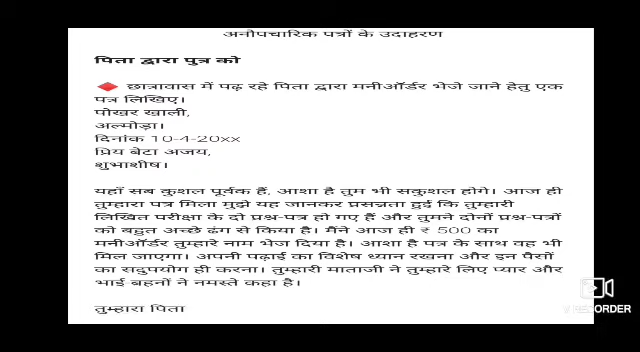 अनौपचारिक पत्रों के उदाहरण
पिता द्वारा पुत्र को
छात्रावास में पढ़ रहे पिता द्वारा मनीऑर्डर भेजे जाने हेतु एक
पत्र लिखिए।
पोखर खाली,
अल्मोड़ा।
दिनांक 10-4-20xx
प्रिय बेटा अजय,
शुभाशीष।
यहाँ सब कुशल पूर्वक हैं, आशा है तुम भी सकुशल होगे। आज ही
तुम्हारा पत्र मिला मुझे यह जानकर प्रसन्नता हुई कि तुम्हारी
लिखित परीक्षा के दो प्रश्न-पत्र हो गए हैं और तुमने दोनों प्रश्न-पत्रों
को बहुत अच्छे ढंग से किया है। मैंने आज ही ₹ 500 का
मनीऑर्डर तुम्हारे नाम भेज दिया है। आशा है पत्र के साथ वह भी
मिल जाएगा। अपनी पढ़ाई का विशेष ध्यान रखना और इन पैसों
का सदुपयोग ही करना। तुम्हारी माताजी ने तुम्हारे लिए प्यार और
भाई बहनों ने नमस्ते कहा है।
तुम्हारा पिता
V RECORDER